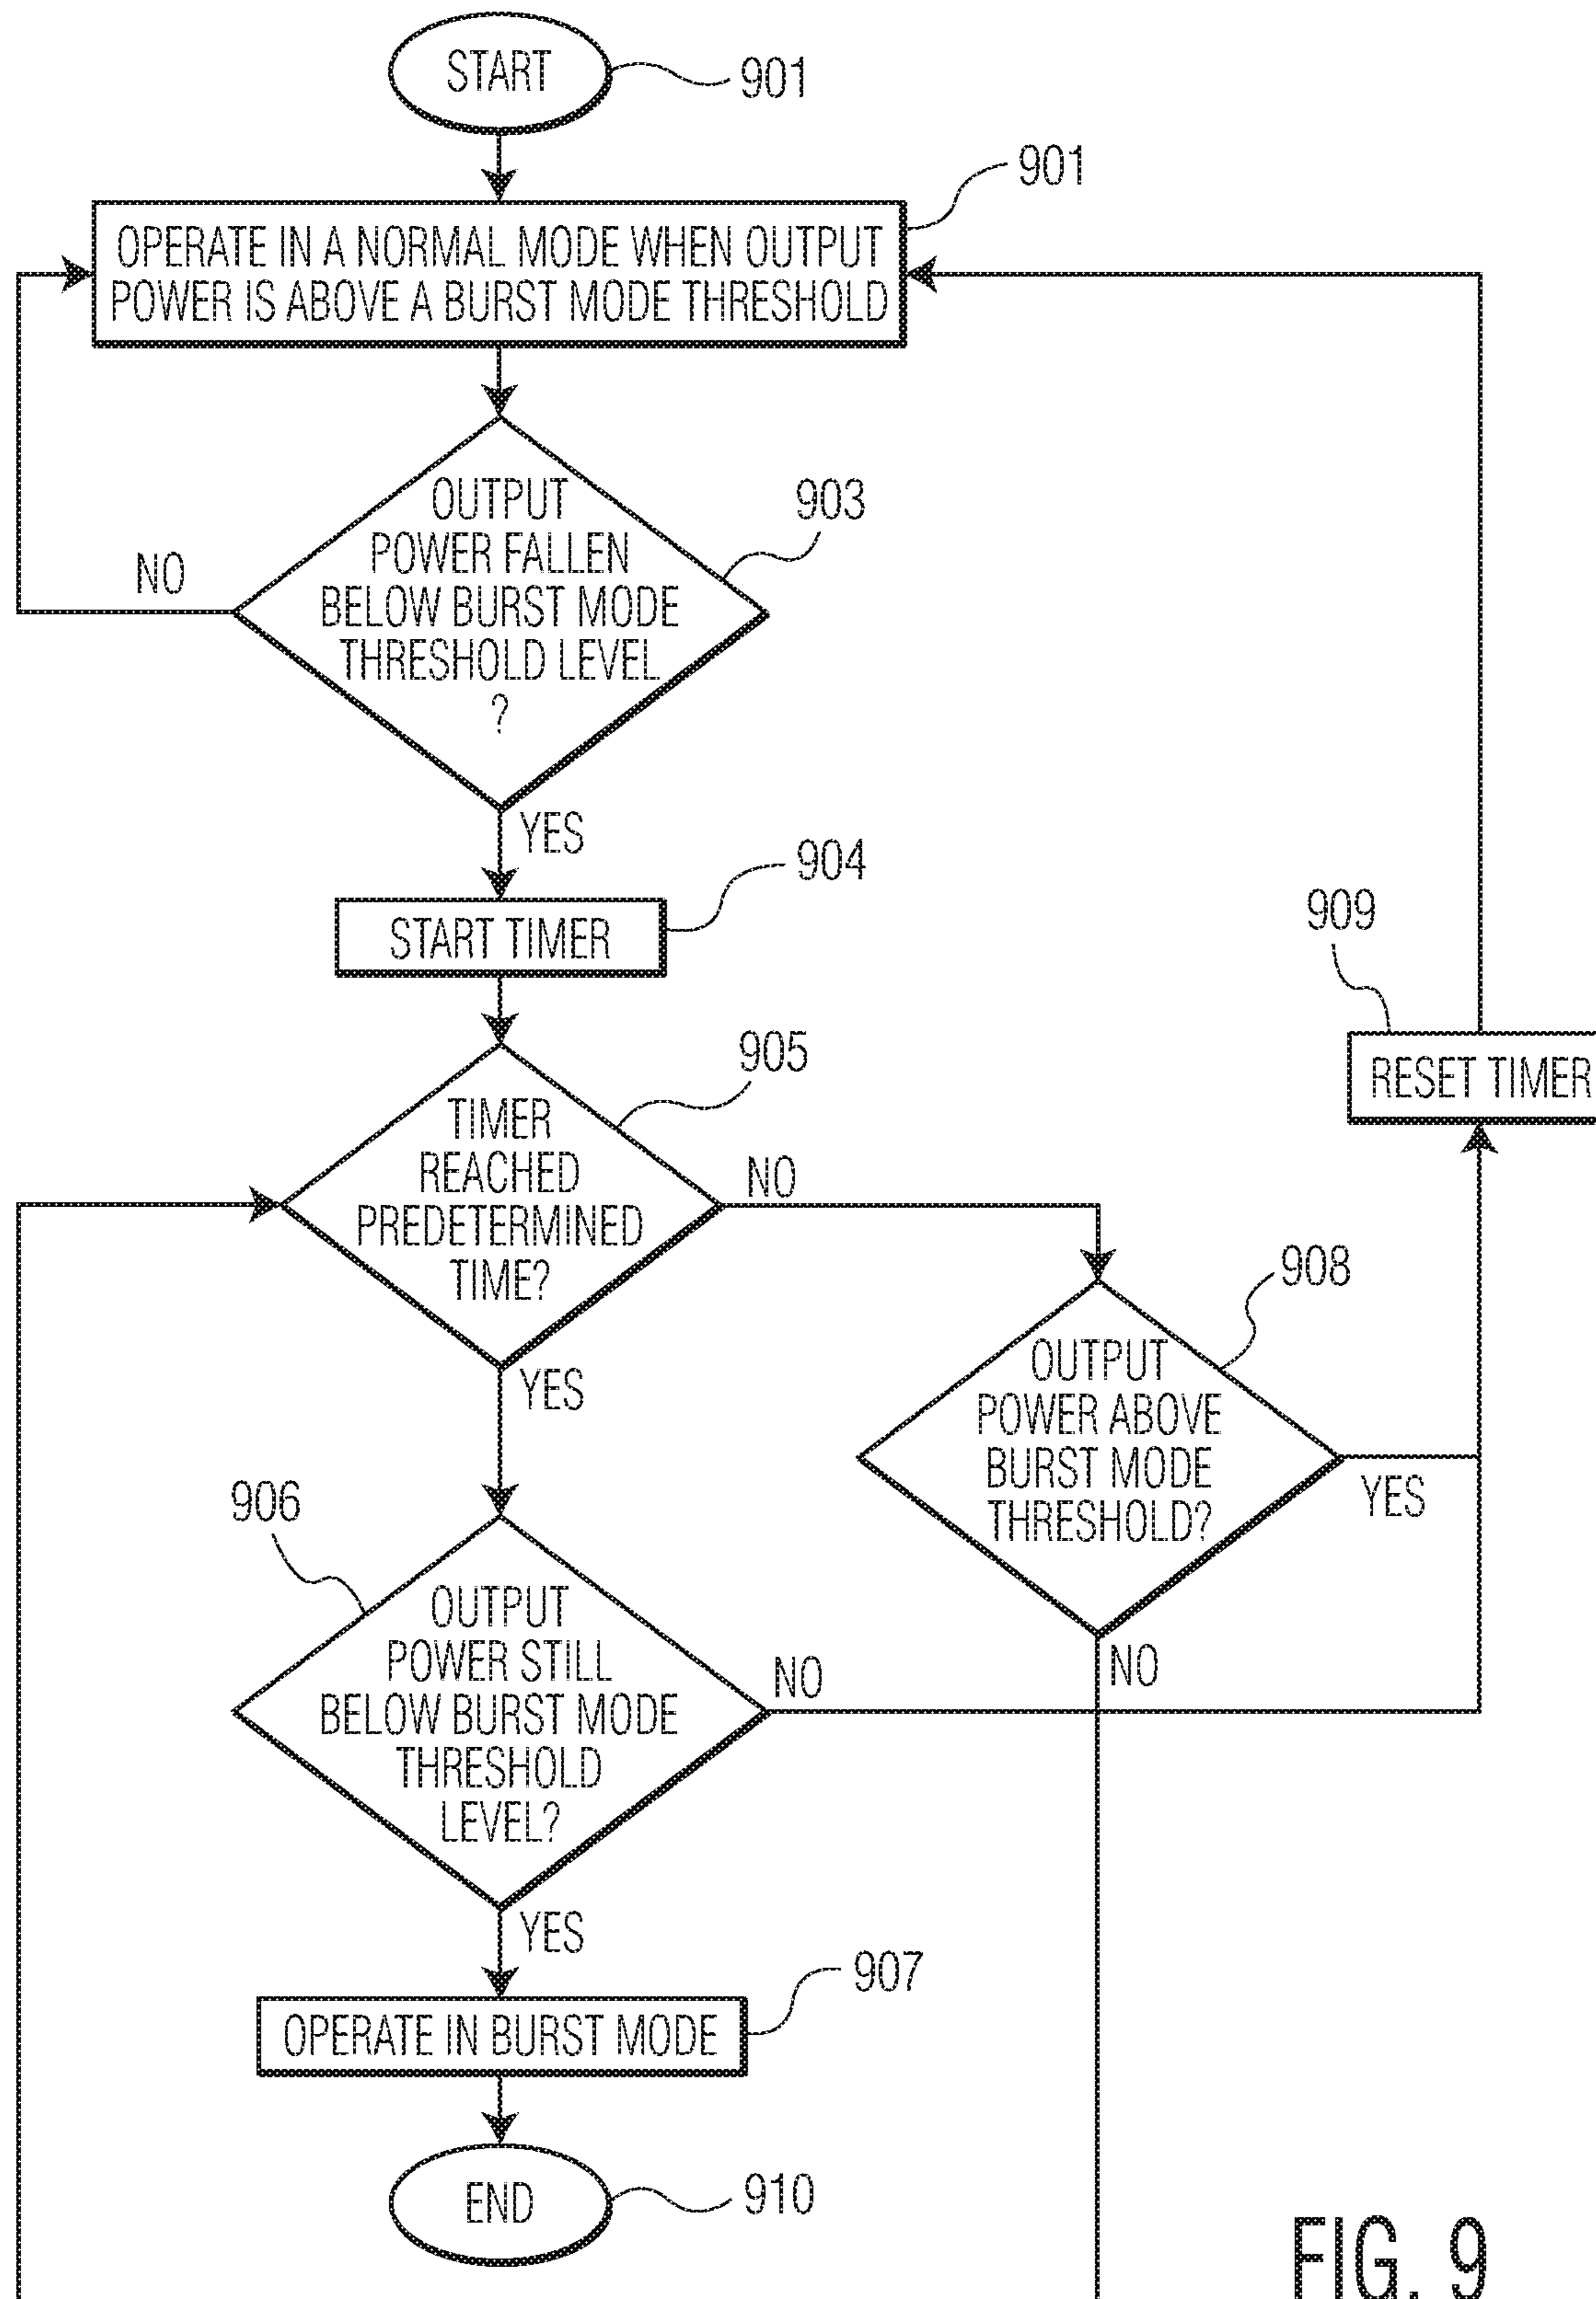 START
901
901
OPERATE IN A NORMAL MODE WHEN OUTPUT
POWER IS ABOVE A BURST MODE THRESHOLD
OUTPUT
POWER FALLEN
BELOW BURST MODE
THRESHOLD LEVEL
?
903
NO
YES
904
START TIMER
905
TIMER
REACHED
PREDETERMINED
TIME?
NO
YES
909
RESET TIMER
908
OUTPUT
POWER ABOVE
BURST MODE
THRESHOLD?
YES
NO
906
OUTPUT
POWER STILL
BELOW BURST MODE
THRESHOLD
LEVEL?
NO
YES
907
OPERATE IN BURST MODE
END
910
FIG. 9